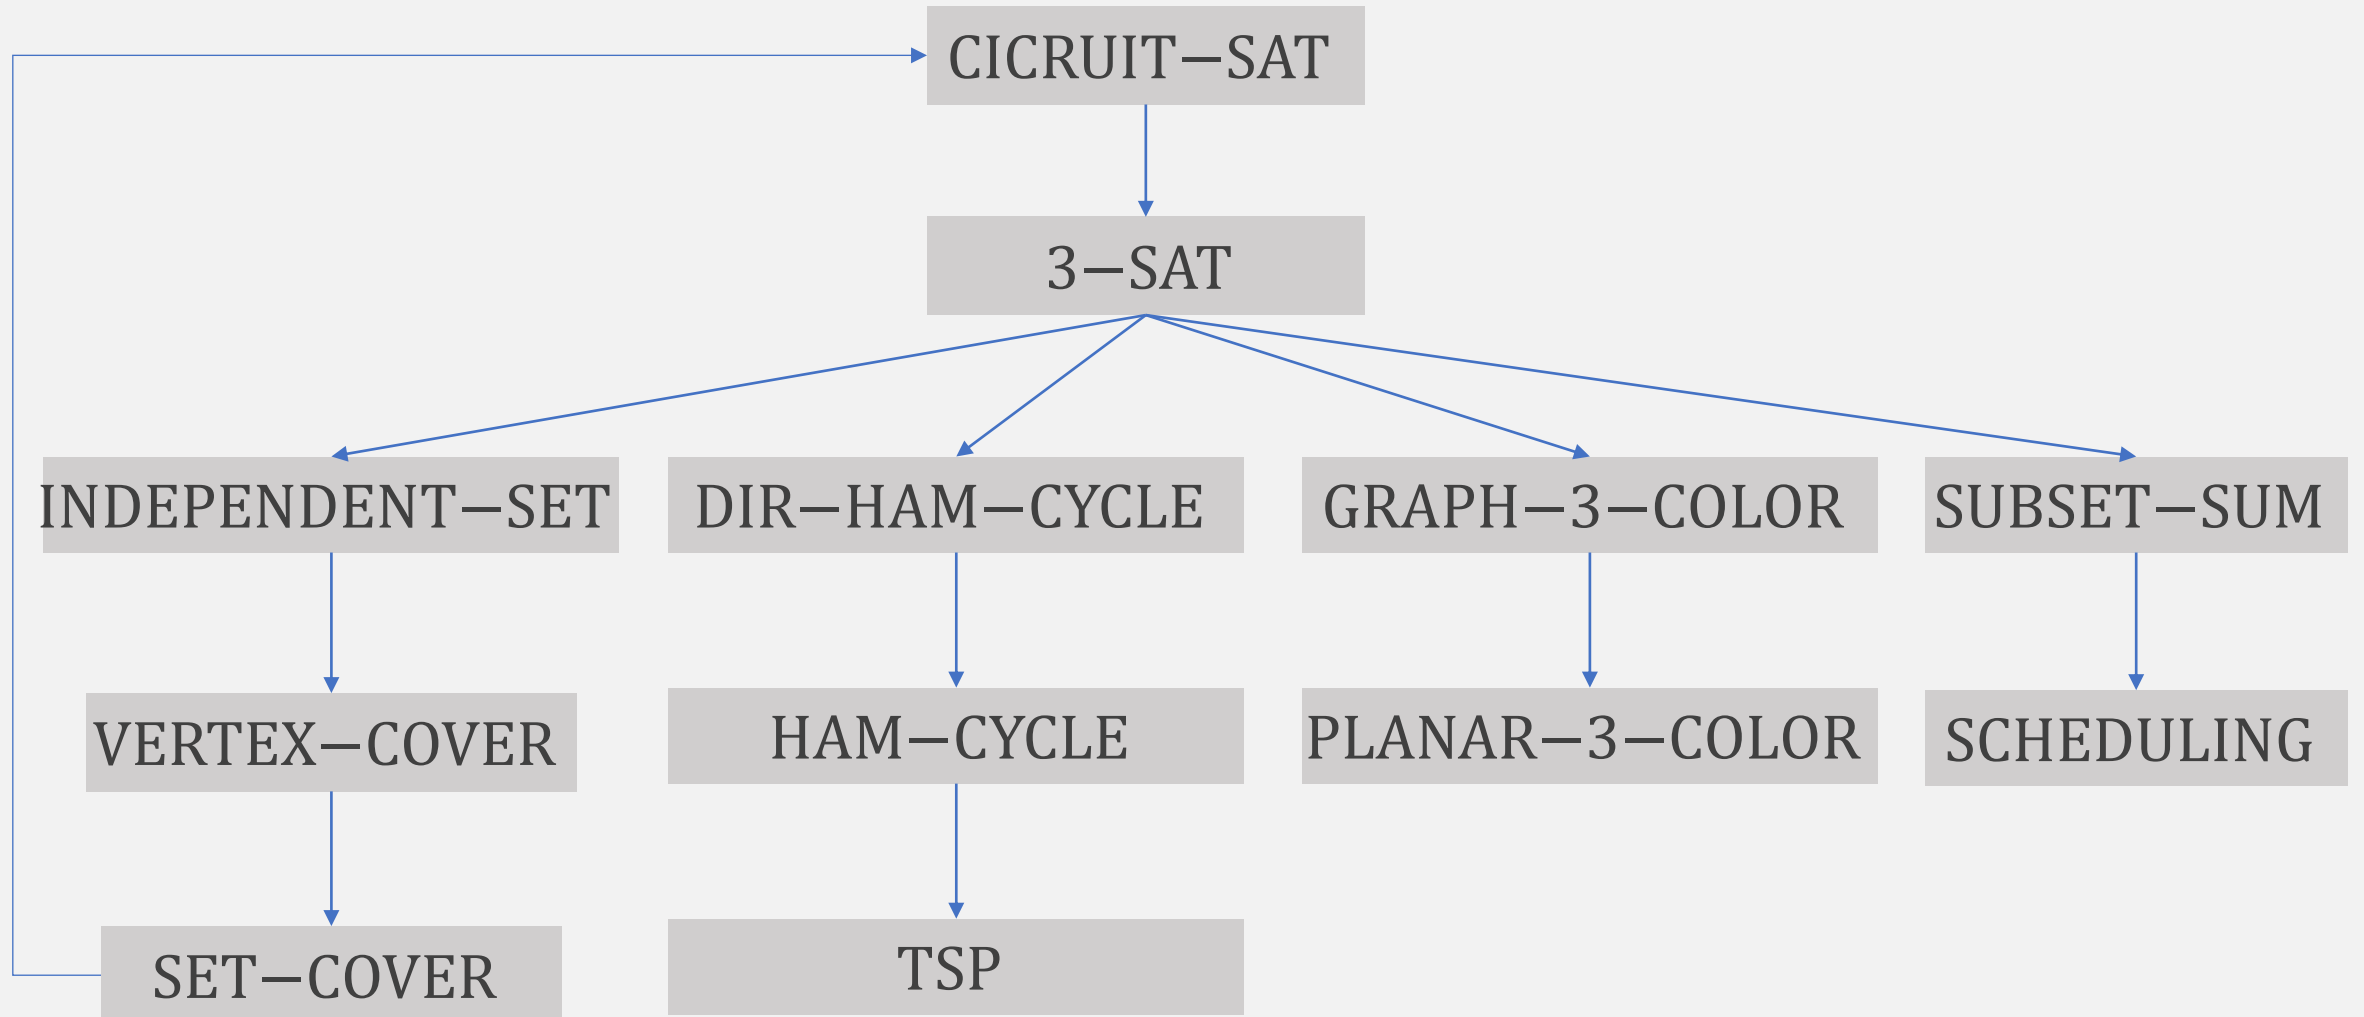 CICRUIT–SAT
3–SAT
INDEPENDENT–SET
DIR–HAM–CYCLE
GRAPH–3–COLOR
SUBSET–SUM
VERTEX–COVER
HAM–CYCLE
PLANAR–3–COLOR
SCHEDULING
SET–COVER
TSP